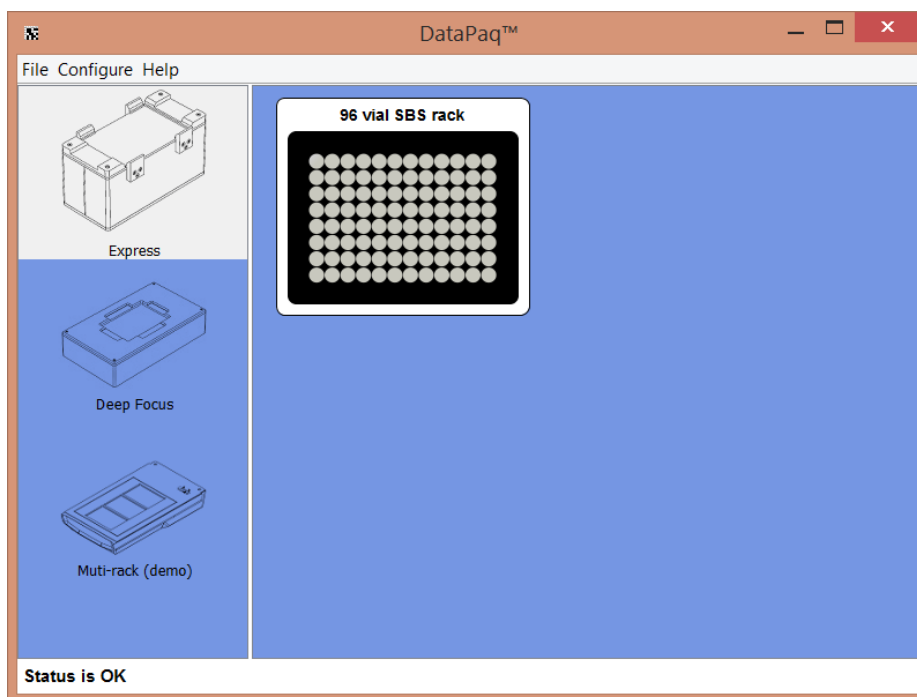 DataPaq™
File Configure Help
96 vial SBS rack
Express
Deep Focus
Muti-rack (demo)
Status is OK